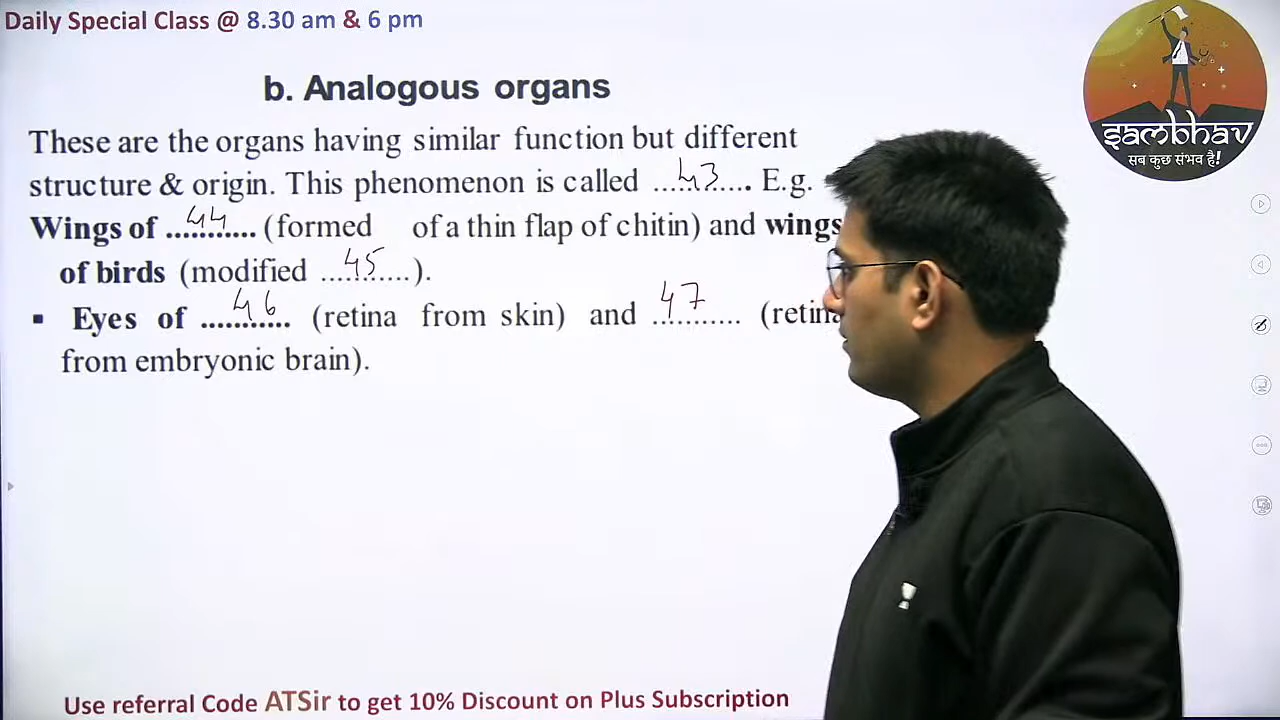 Daily Special Class @ 8.30 am & 6 pm
b. Analogous organs
These are the organs having similar function but different
structure & origin. This phenomenon is called ...43.... E.g.
Wings of ...44... (formed of a thin flap of chitin) and wings
of birds (modified ...45...).
▪ Eyes of ...46... (retina from skin) and ...47... (retina
from embryonic brain).
sambhav
सब कुछ संभव है!
Use referral Code ATSir to get 10% Discount on Plus Subscription